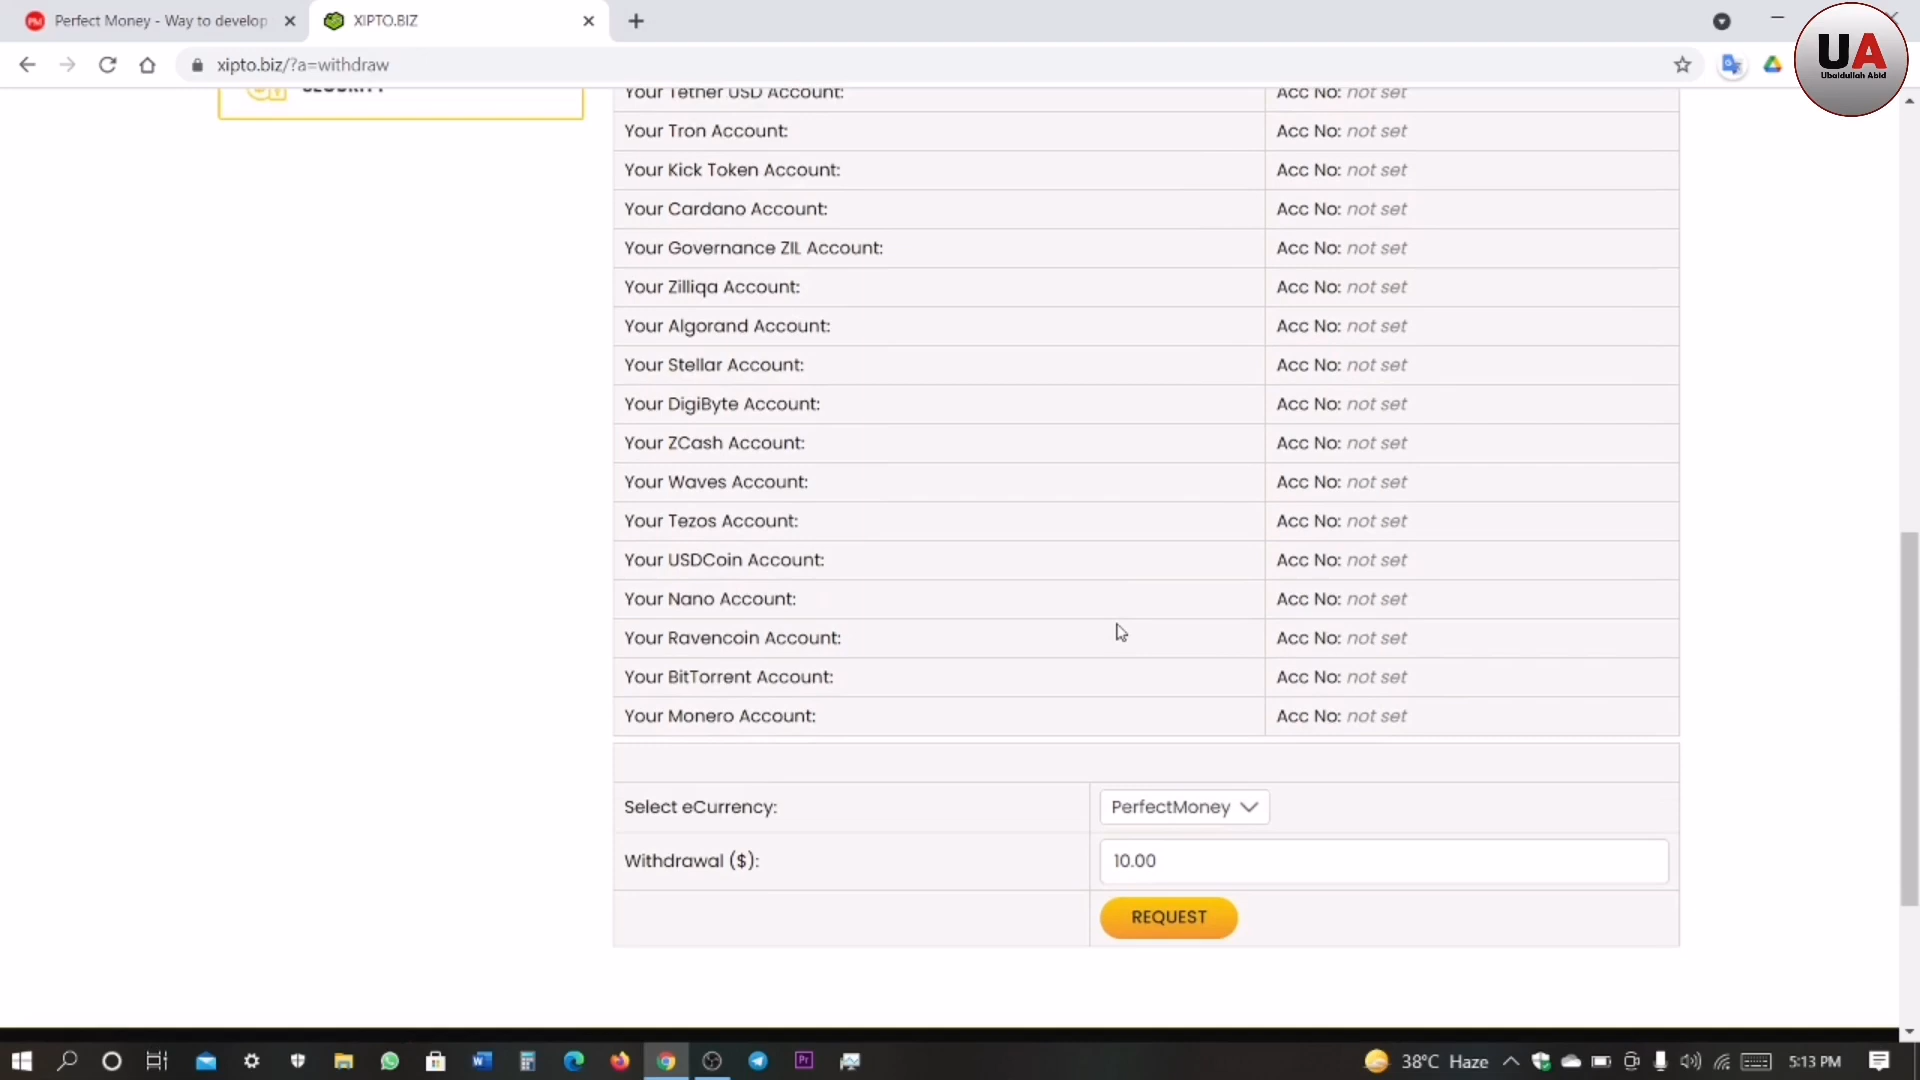 Perfect Money - Way to develop
XIPTO.BIZ
xipto.biz/?a=withdraw
UA
Ubaidullah Abid
SECURITY
Your Tether USD Account: Acc No: not set
Your Tron Account: Acc No: not set
Your Kick Token Account: Acc No: not set
Your Cardano Account: Acc No: not set
Your Governance ZIL Account: Acc No: not set
Your Zilliqa Account: Acc No: not set
Your Algorand Account: Acc No: not set
Your Stellar Account: Acc No: not set
Your DigiByte Account: Acc No: not set
Your ZCash Account: Acc No: not set
Your Waves Account: Acc No: not set
Your Tezos Account: Acc No: not set
Your USDCoin Account: Acc No: not set
Your Nano Account: Acc No: not set
Your Ravencoin Account: Acc No: not set
Your BitTorrent Account: Acc No: not set
Your Monero Account: Acc No: not set
Select eCurrency: PerfectMoney
Withdrawal ($): 10.00
REQUEST
38°C Haze 5:13 PM